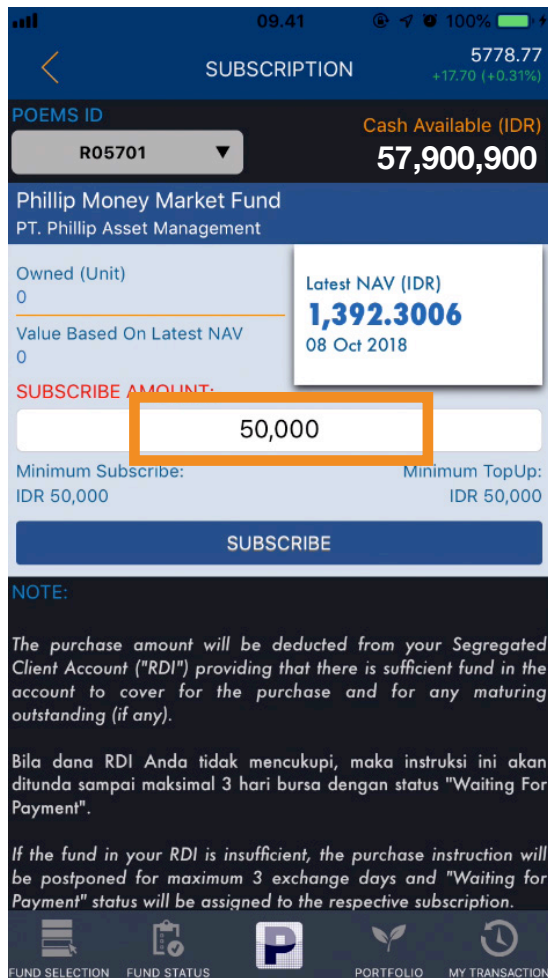 09.41
100%
SUBSCRIPTION
5778.77
+17.70 (+0.31%)
POEMS ID
R05701
Cash Available (IDR)
57,900,900
Phillip Money Market Fund
PT. Phillip Asset Management
Owned (Unit)
0
Value Based On Latest NAV
0
Latest NAV (IDR)
1,392.3006
08 Oct 2018
SUBSCRIBE AMOUNT:
50,000
Minimum Subscribe:
IDR 50,000
Minimum TopUp:
IDR 50,000
SUBSCRIBE
NOTE:
The purchase amount will be deducted from your Segregated
Client Account ("RDI") providing that there is sufficient fund in the
account to cover for the purchase and for any maturing
outstanding (if any).
Bila dana RDI Anda tidak mencukupi, maka instruksi ini akan
ditunda sampai maksimal 3 hari bursa dengan status "Waiting For
Payment".
If the fund in your RDI is insufficient, the purchase instruction will
be postponed for maximum 3 exchange days and "Waiting for
Payment" status will be assigned to the respective subscription.
FUND SELECTION
FUND STATUS
P
PORTFOLIO
MY TRANSACTION